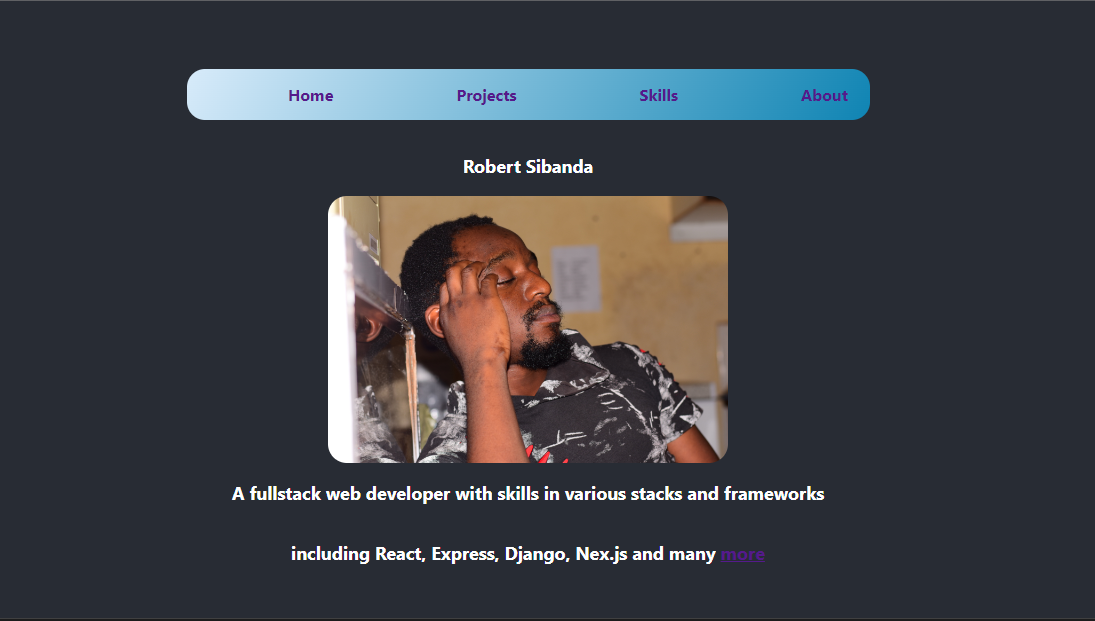 Home Projects Skills About
Robert Sibanda
A fullstack web developer with skills in various stacks and frameworks
including React, Express, Django, Nex.js and many more